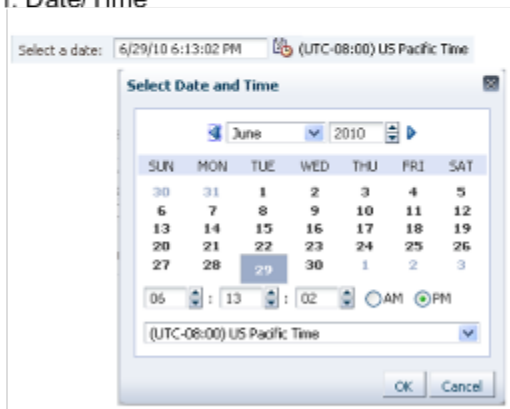 1. Date/Time
Select a date: 6/29/10 6:13:02 PM (UTC-08:00) US Pacific Time
Select Date and Time
June 2010
SUN MON TUE WED THU FRI SAT
30 31 1 2 3 4 5
6 7 8 9 10 11 12
13 14 15 16 17 18 19
20 21 22 23 24 25 26
27 28 29 30 1 2 3
06 : 13 : 02 AM PM
(UTC-08:00) US Pacific Time
OK Cancel